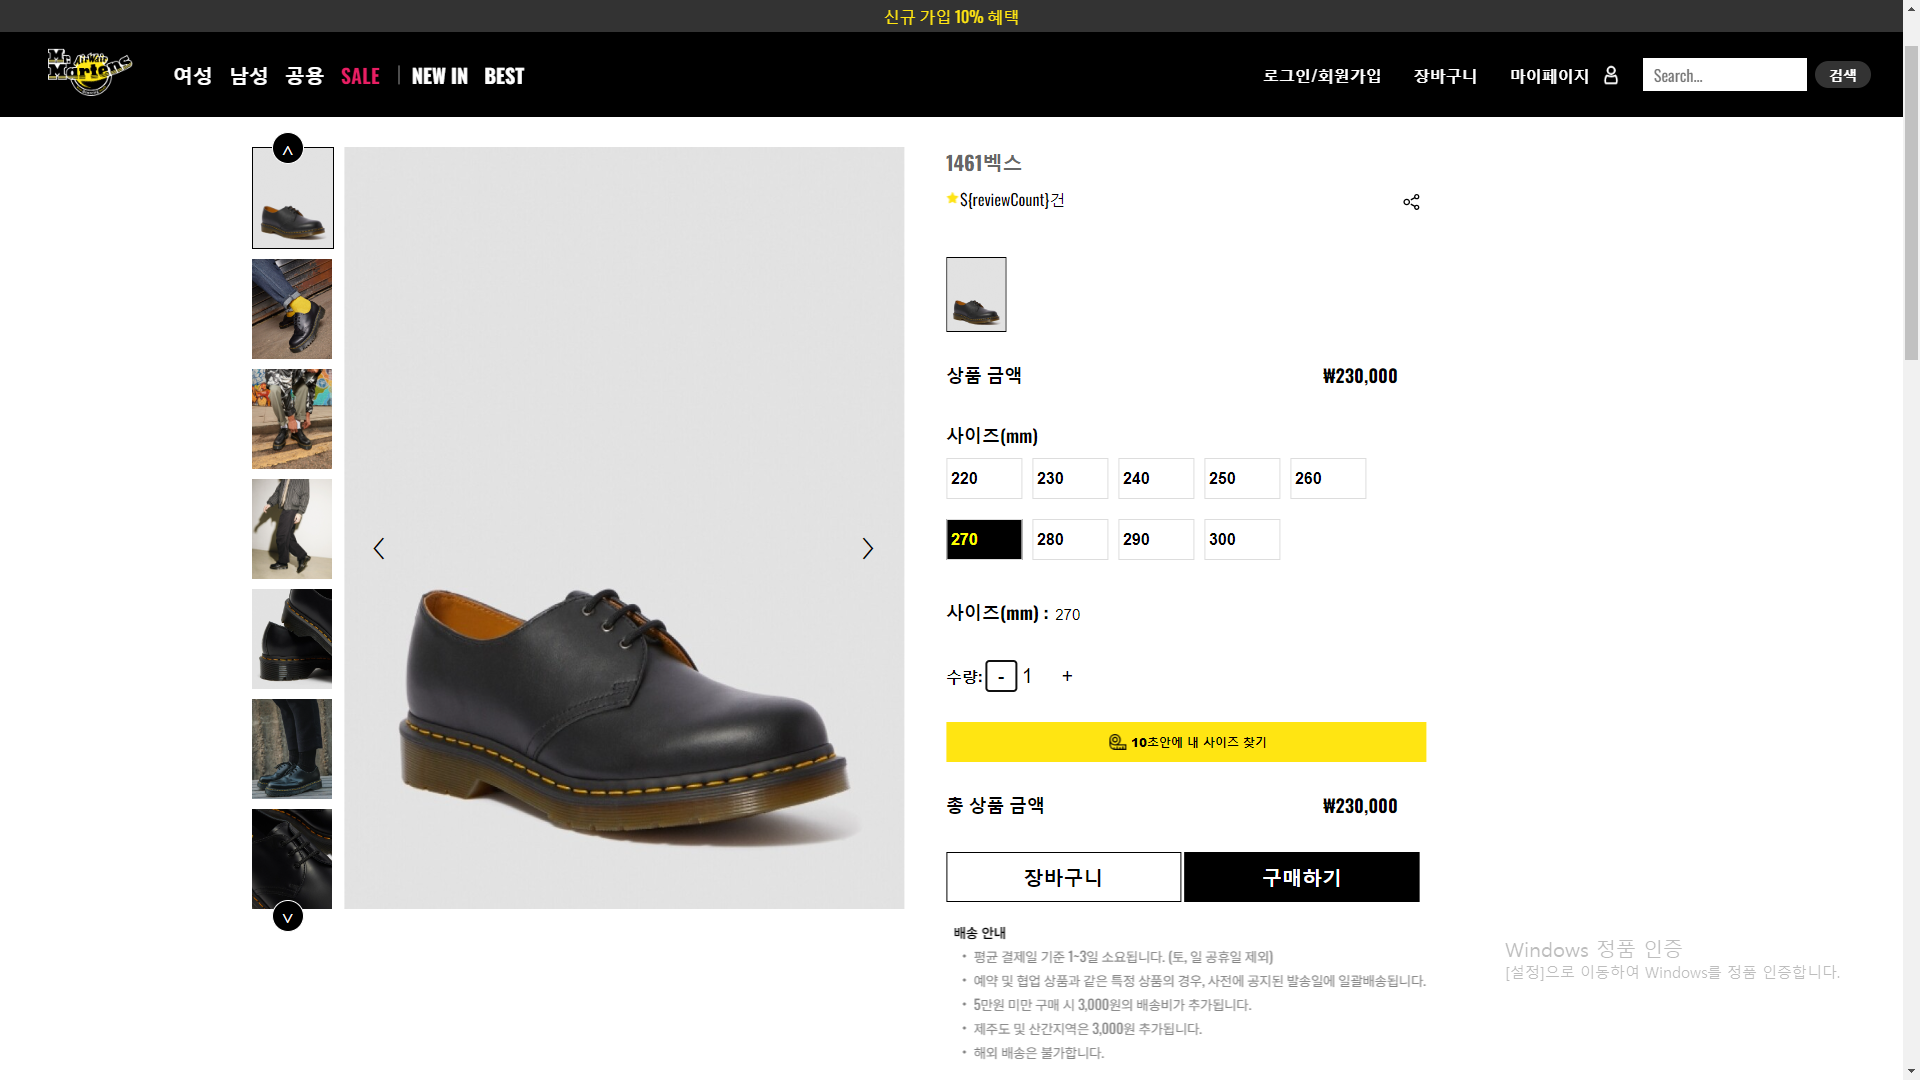 신규 가입 10% 혜택
Mr Martens
AirWair
여성 남성 공용 SALE NEW IN BEST
로그인/회원가입 장바구니 마이페이지 Search... 검색
1461벡스
${reviewCount}건
상품 금액 ₩230,000
사이즈(mm)
220 230 240 250 260
270 280 290 300
사이즈(mm) : 270
수량: - 1 +
10초안에 내 사이즈 찾기
총 상품 금액 ₩230,000
장바구니 구매하기
배송 안내
• 평균 결제일 기준 1~3일 소요됩니다. (토, 일 공휴일 제외)
• 예약 및 협업 상품과 같은 특정 상품의 경우, 사전에 공지된 발송일에 일괄배송됩니다.
• 5만원 미만 구매 시 3,000원의 배송비가 추가됩니다.
• 제주도 및 산간지역은 3,000원 추가됩니다.
• 해외 배송은 불가합니다.
Windows 정품 인증
[설정]으로 이동하여 Windows를 정품 인증합니다.